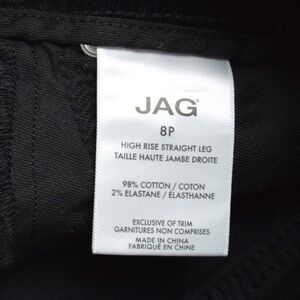 JAG
8P
HIGH RISE STRAIGHT LEG
TAILLE HAUTE JAMBE DROITE
98% COTTON / COTON
2% ELASTANE / ÉLASTHANNE
EXCLUSIVE OF TRIM
GARNITURES NON COMPRISES
MADE IN CHINA
FABRIQUÉ EN CHINE